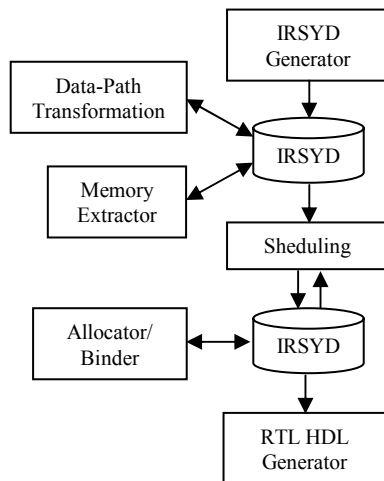 IRSYD
Generator
Data-Path
Transformation
IRSYD
Memory
Extractor
Sheduling
Allocator/
Binder
IRSYD
RTL HDL
Generator